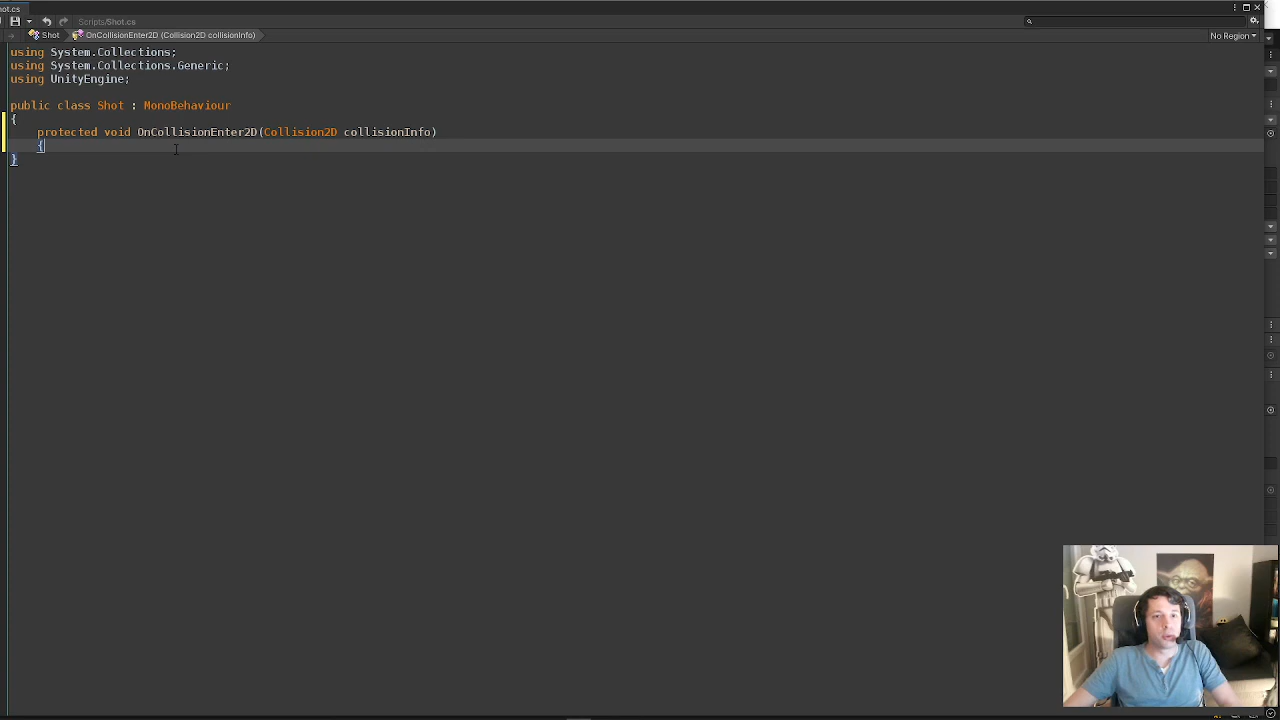 hot.cs
Scripts/Shot.cs
Shot
OnCollisionEnter2D (Collision2D collisionInfo)
No Region
using System.Collections;
using System.Collections.Generic;
using UnityEngine;
public class Shot : MonoBehaviour
{
    protected void OnCollisionEnter2D(Collision2D collisionInfo)
    {
}